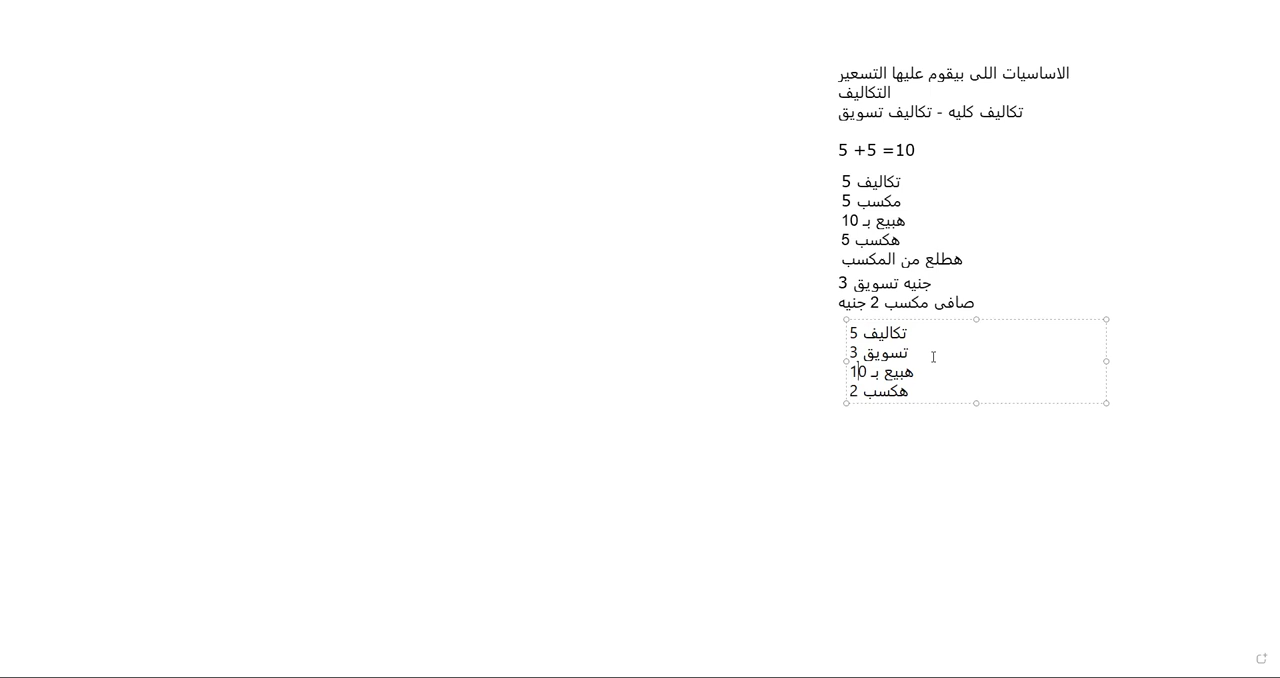 الاساسيات اللى بيقوم عليها التسعير
التكاليف
تكاليف كليه - تكاليف تسويق
5 +5 =10
تكاليف 5
مكسب 5
هبيع بـ 10
هكسب 5
هطلع من المكسب
3 جنيه تسويق
صافى مكسب 2 جنيه
تكاليف 5
تسويق 3
هبيع بـ 10
هكسب 2